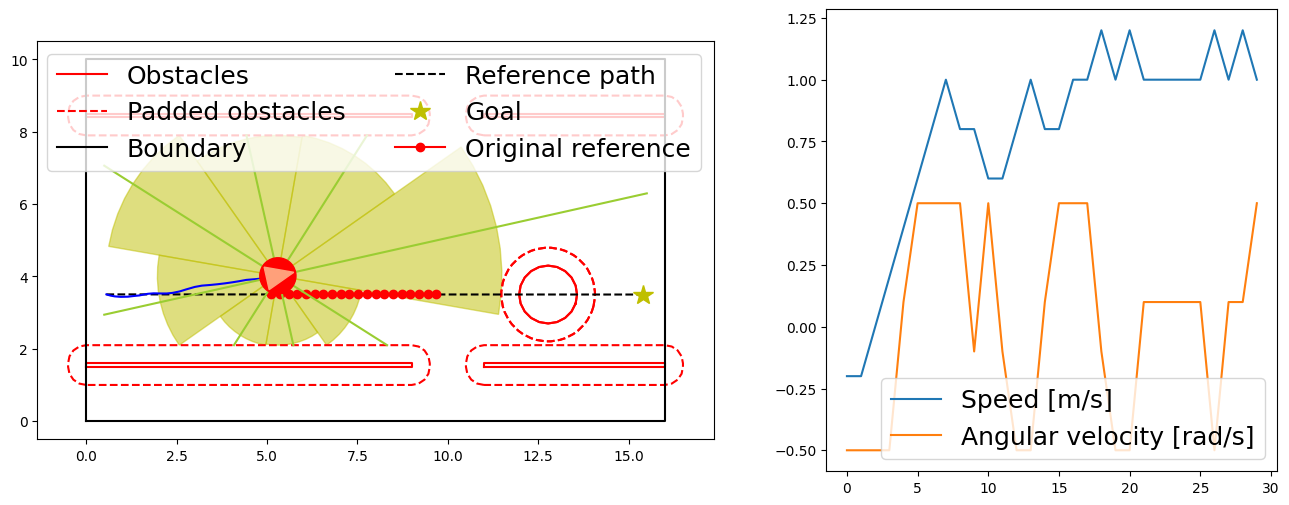 Obstacles
Padded obstacles
Boundary
Reference path
Goal
Original reference
10
8
6
4
2
0
0.0 2.5 5.0 7.5 10.0 12.5 15.0
1.25
1.00
0.75
0.50
0.25
0.00
−0.25
−0.50
Speed [m/s]
Angular velocity [rad/s]
0 5 10 15 20 25 30